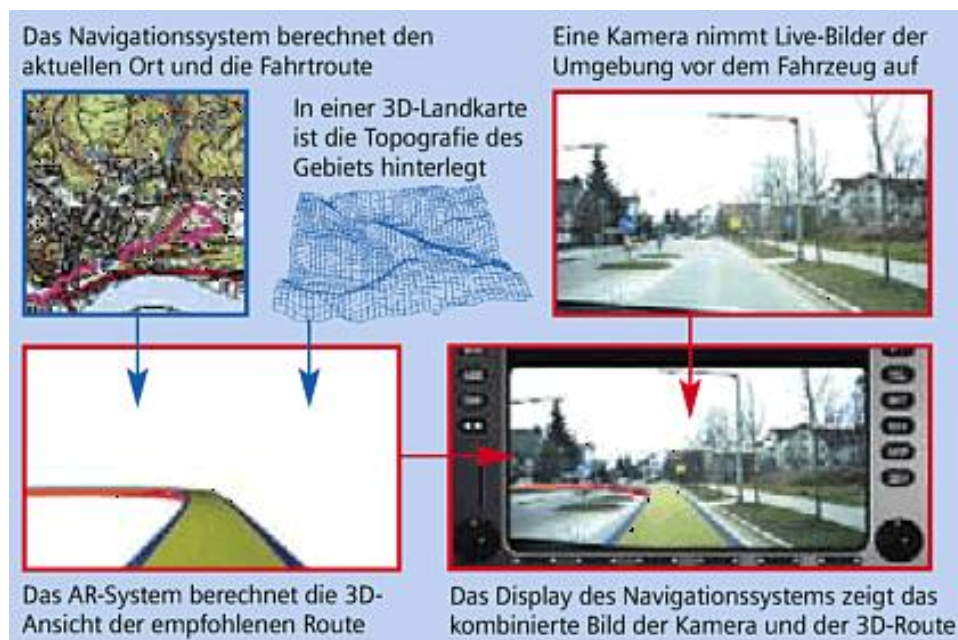 Das Navigationssystem berechnet den
aktuellen Ort und die Fahrtroute
Eine Kamera nimmt Live-Bilder der
Umgebung vor dem Fahrzeug auf
In einer 3D-Landkarte
ist die Topografie des
Gebiets hinterlegt
Das AR-System berechnet die 3D-
Ansicht der empfohlenen Route
Das Display des Navigationssystems zeigt das
kombinierte Bild der Kamera und der 3D-Route